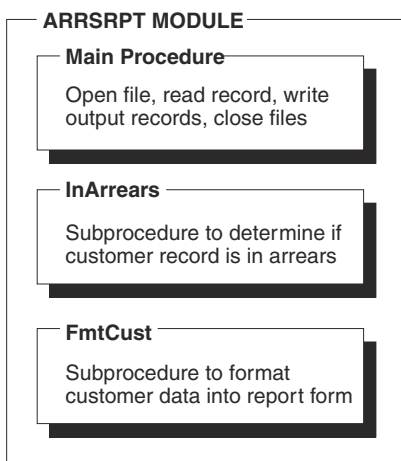 ARRSRPT MODULE
Main Procedure
Open file, read record, write
output records, close files
InArrears
Subprocedure to determine if
customer record is in arrears
FmtCust
Subprocedure to format
customer data into report form